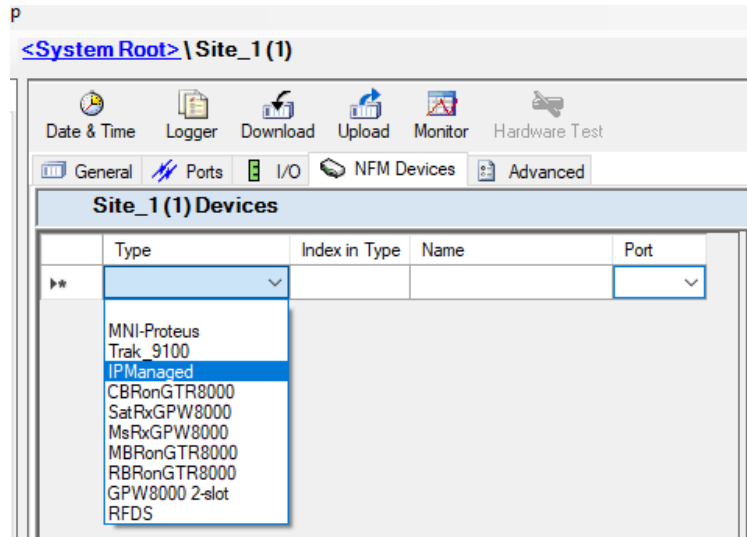 p
<System Root> \ Site_1 (1)
Date & Time Logger Download Upload Monitor Hardware Test
General Ports I/O NFM Devices Advanced
Site_1 (1) Devices
Type Index in Type Name Port
MNI-Proteus
Trak_9100
IPManaged
CBRonGTR8000
SatRxGPW8000
MsRxGPW8000
MBRonGTR8000
RBRonGTR8000
GPW8000 2-slot
RFDS